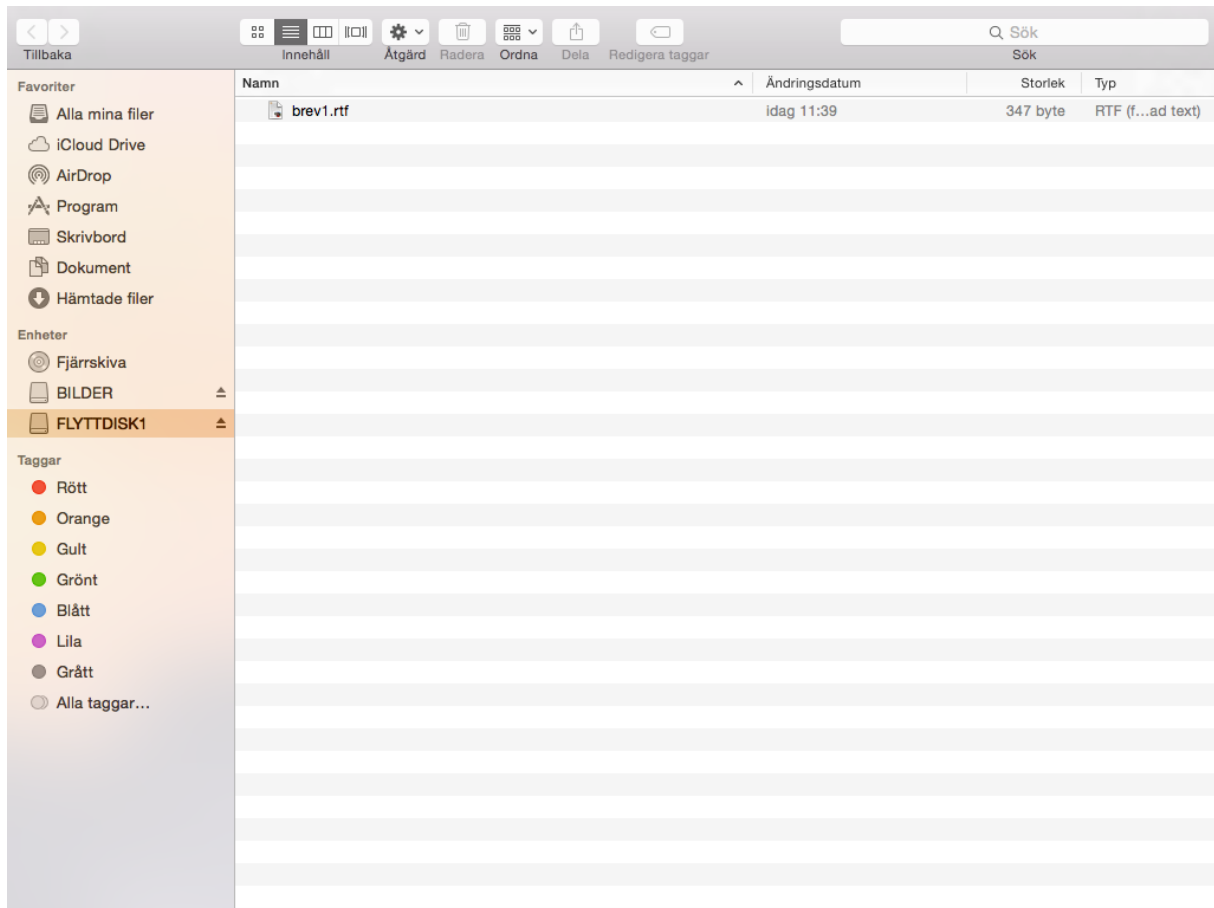 Sök
Tillbaka Innehåll Åtgärd Radera Ordna Dela Redigera taggar Sök
Favoriter
Alla mina filer
iCloud Drive
AirDrop
Program
Skrivbord
Dokument
Hämtade filer
Enheter
Fjärrskiva
BILDER
FLYTTDISK1
Taggar
Rött
Orange
Gult
Grönt
Blått
Lila
Grått
Alla taggar...
Namn Ändringsdatum Storlek Typ
brev1.rtf idag 11:39 347 byte RTF (f...ad text)